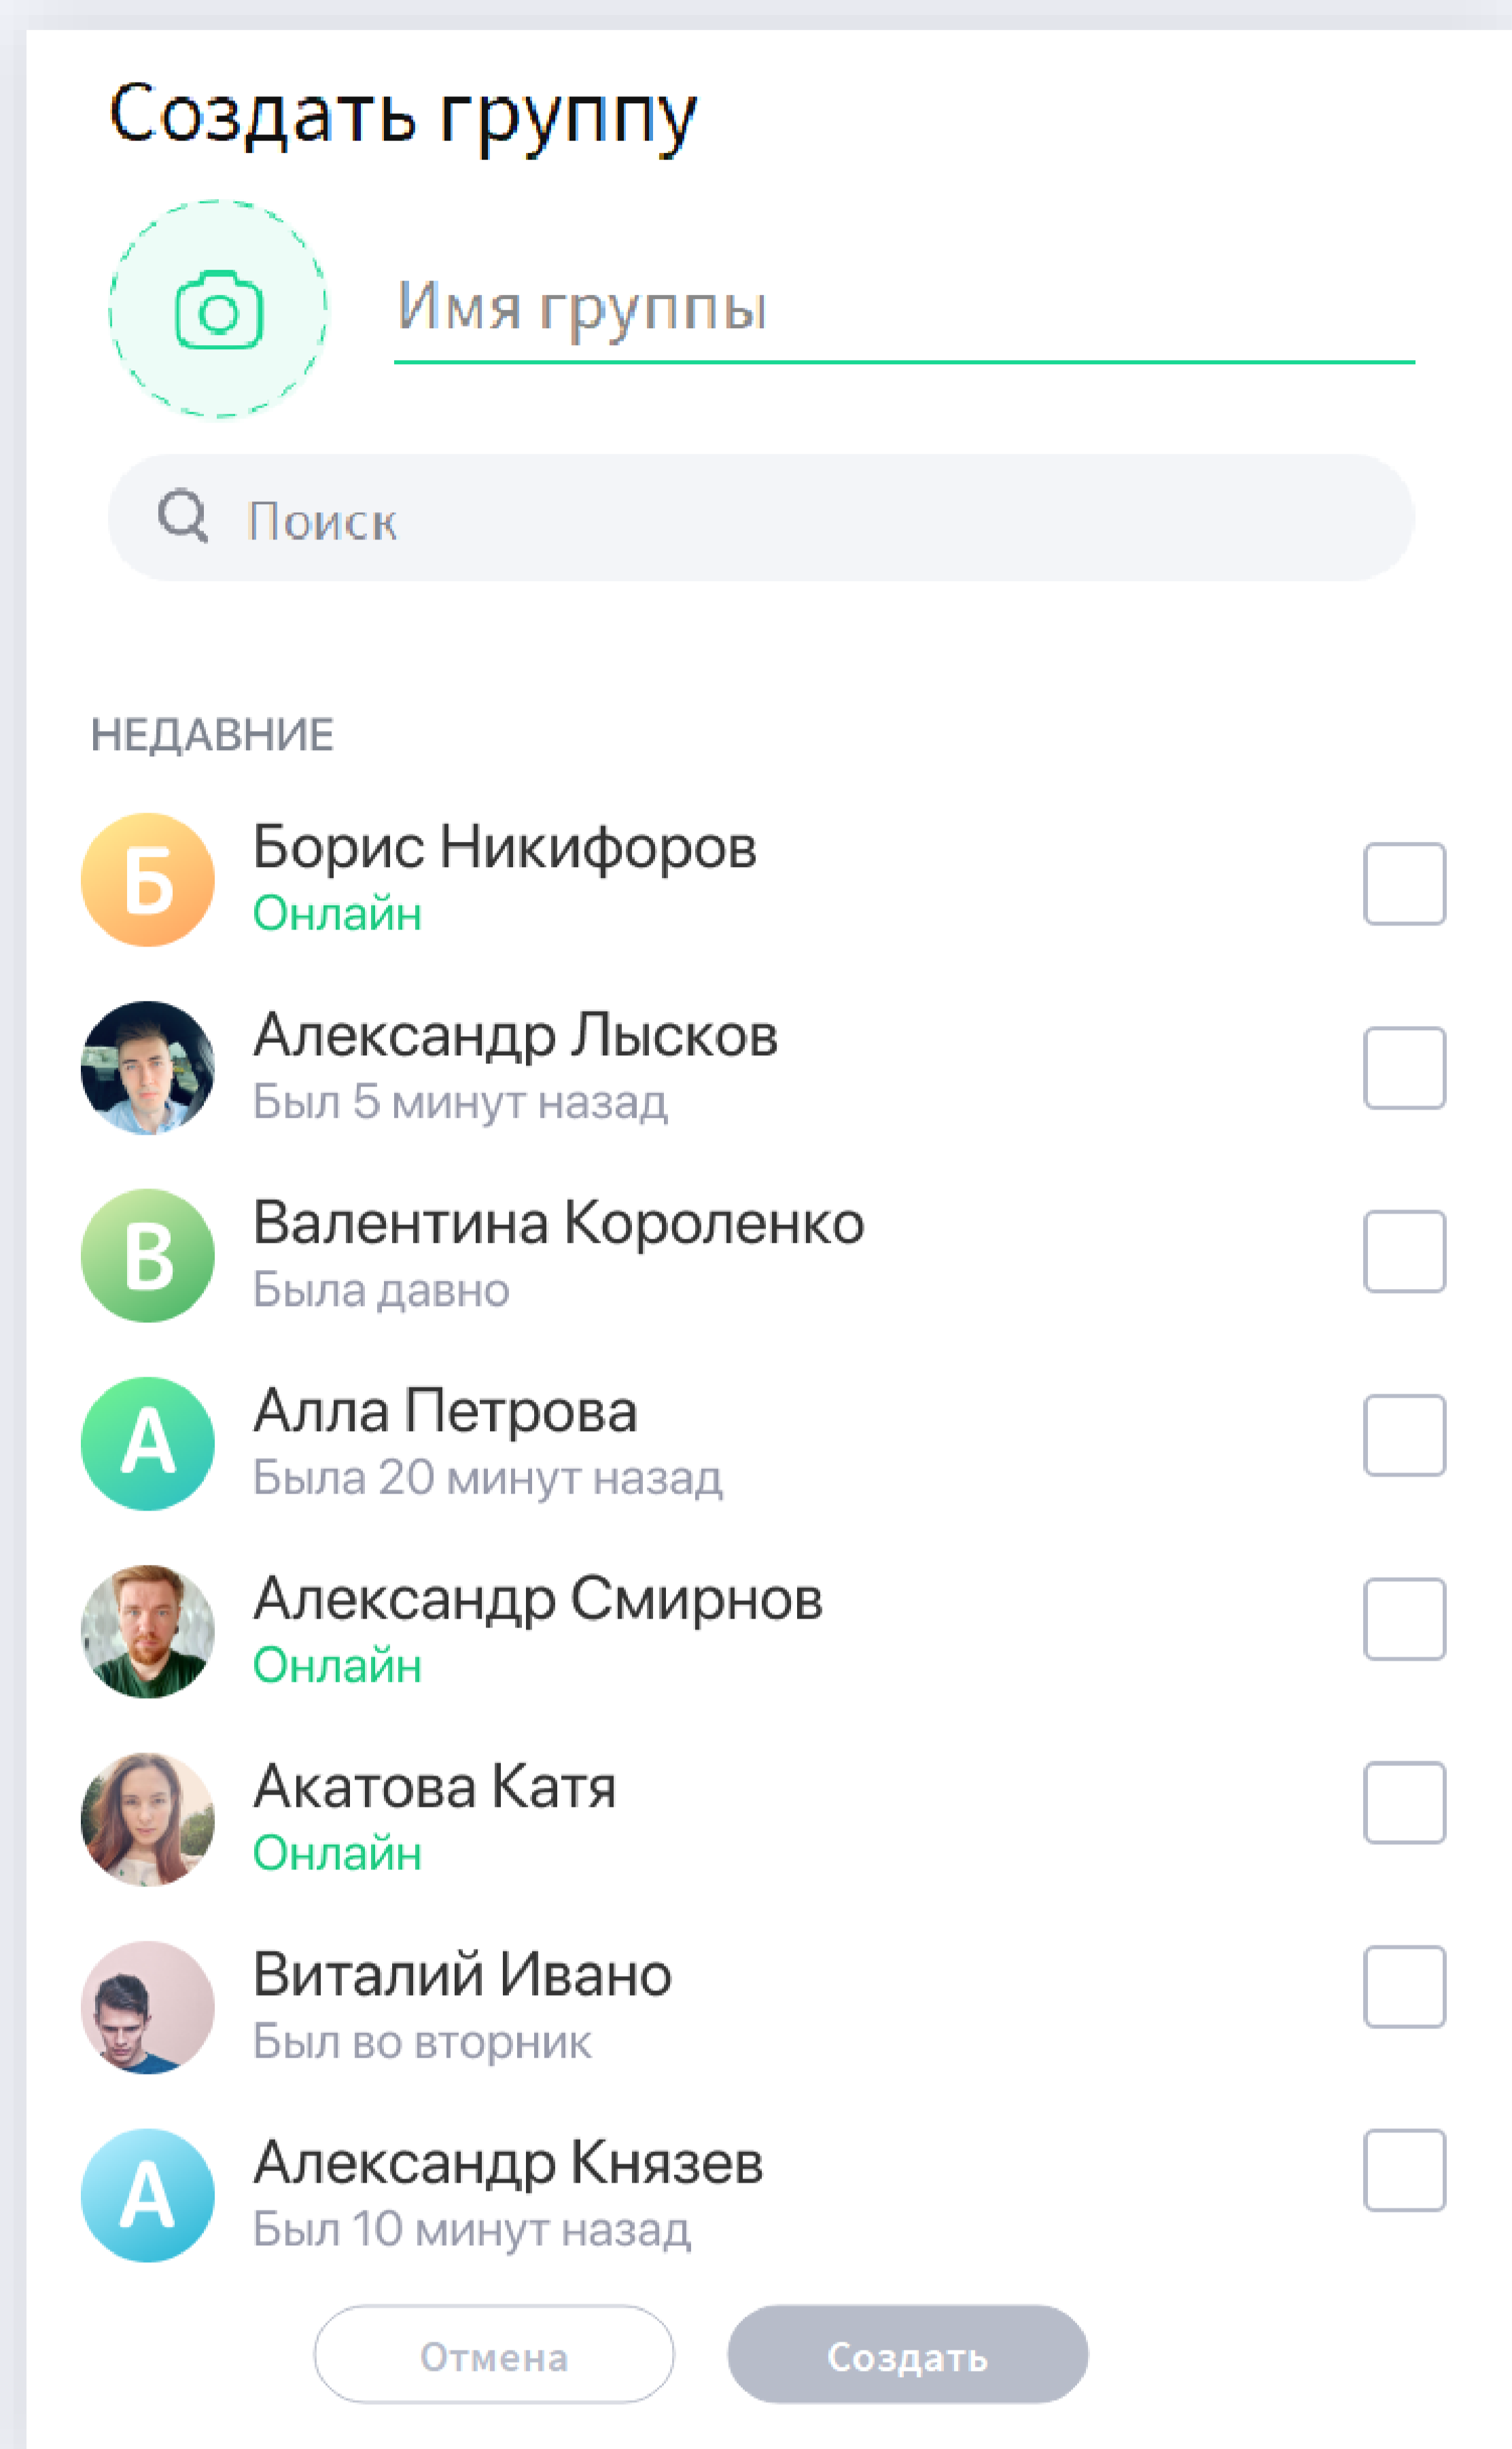 Создать группу
Имя группы
Поиск
НЕДАВНИЕ
Б
Борис Никифоров
Онлайн
Александр Лысков
Был 5 минут назад
В
Валентина Короленко
Была давно
А
Алла Петрова
Была 20 минут назад
Александр Смирнов
Онлайн
Акатова Катя
Онлайн
Виталий Ивано
Был во вторник
А
Александр Князев
Был 10 минут назад
Отмена
Создать